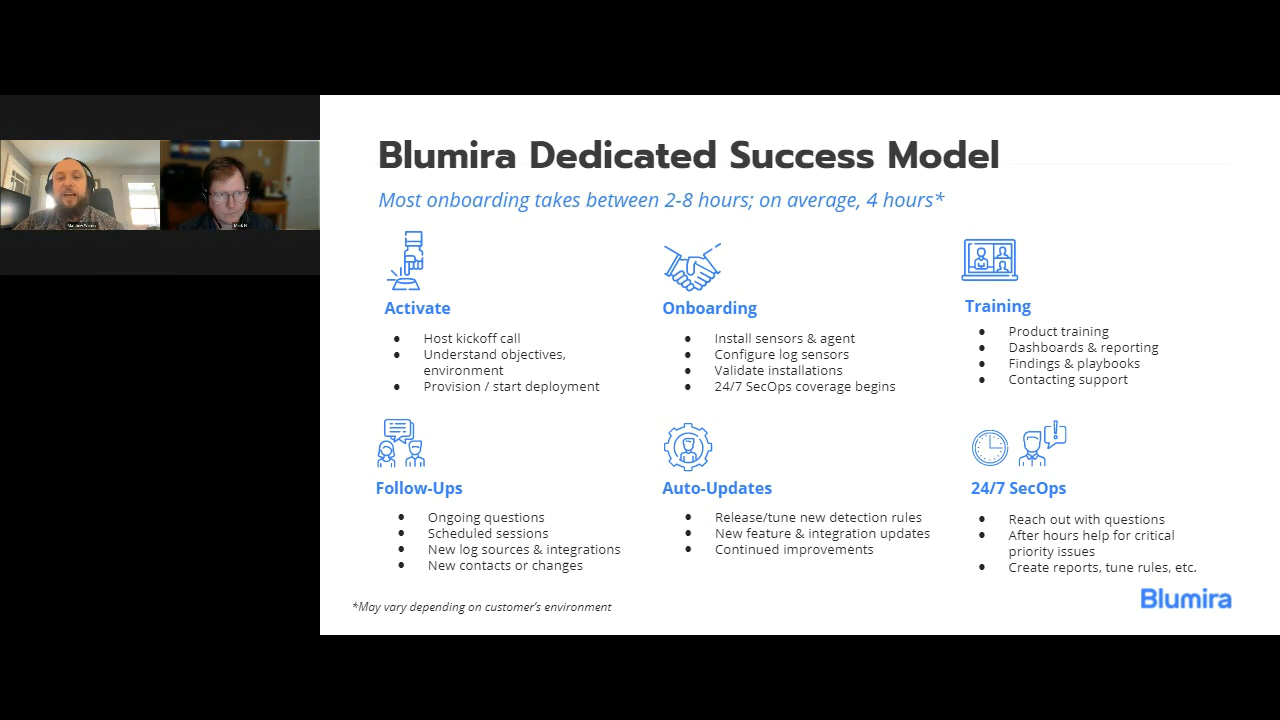 Blumira Dedicated Success Model
Most onboarding takes between 2-8 hours; on average, 4 hours*
Activate
● Host kickoff call
● Understand objectives,
environment
● Provision / start deployment
Onboarding
● Install sensors & agent
● Configure log sensors
● Validate installations
● 24/7 SecOps coverage begins
Training
● Product training
● Dashboards & reporting
● Findings & playbooks
● Contacting support
Follow-Ups
● Ongoing questions
● Scheduled sessions
● New log sources & integrations
● New contacts or changes
Auto-Updates
● Release/tune new detection rules
● New feature & integration updates
● Continued improvements
24/7 SecOps
● Reach out with questions
● After hours help for critical
priority issues
● Create reports, tune rules, etc.
*May vary depending on customer's environment
Blumira